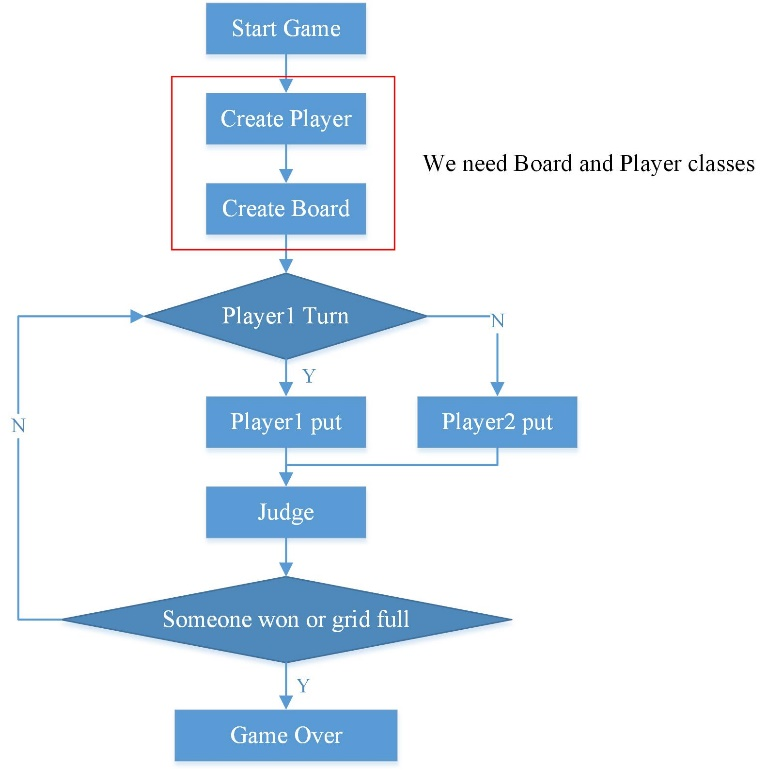 Start Game
Create Player
We need Board and Player classes
Create Board
Player1 Turn
N
Y
Player1 put
Player2 put
N
Judge
Someone won or grid full
Y
Game Over